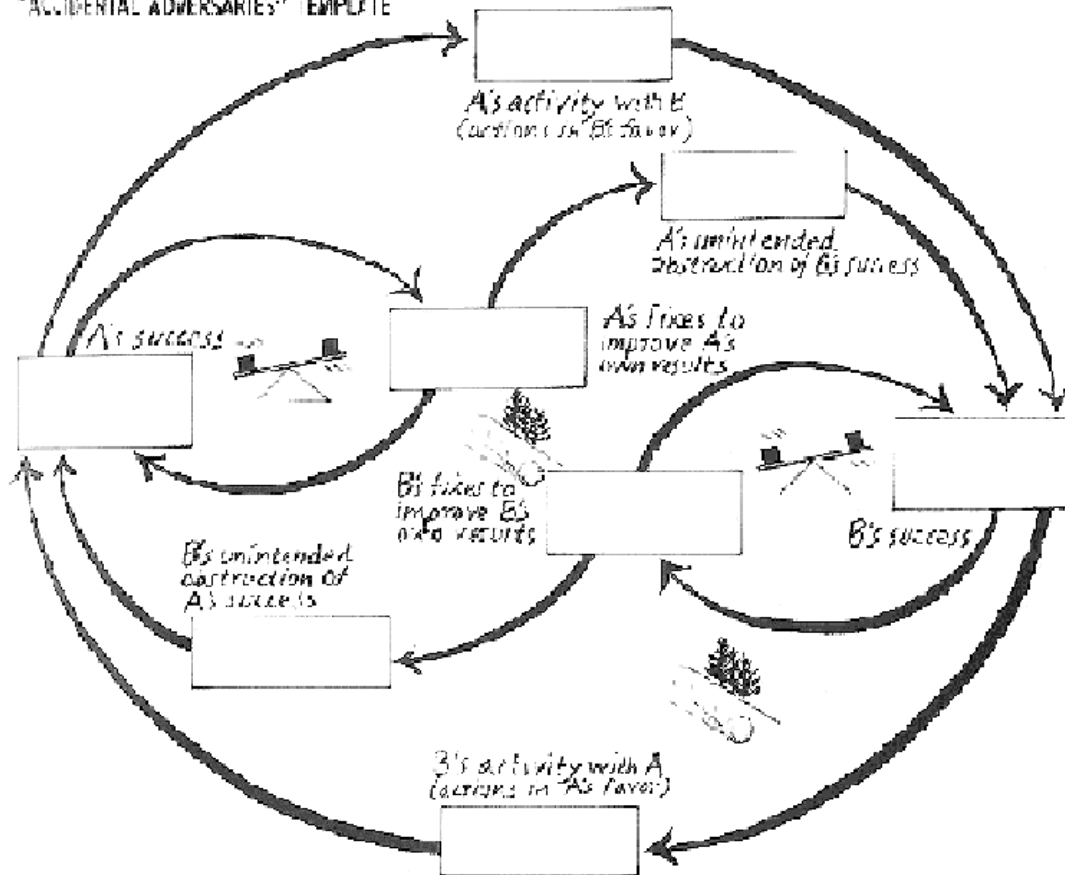 "ACCIDENTAL ADVERSARIES" TEMPLATE
A's activity with B
(actions in B's favor)
A's unintended
obstruction of B's success
A's success
A's fixes to
improve A's
own results
B's fixes to
improve B's
own results
B's success
B's unintended
obstruction of
A's success
B's activity with A
(actions in A's favor)